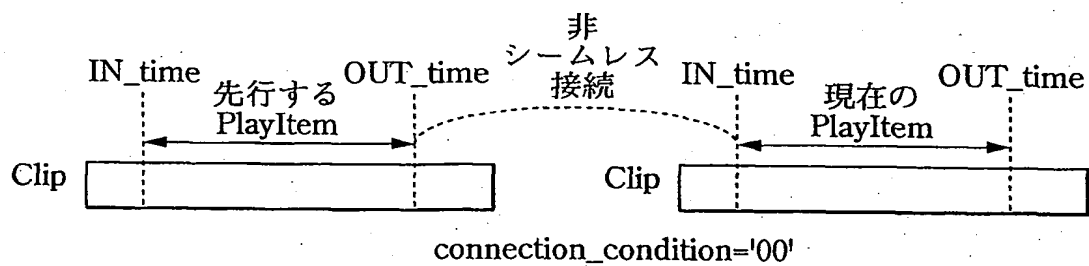 非
シームレス
接続
IN_time
OUT_time
IN_time
OUT_time
先行する
PlayItem
現在の
PlayItem
Clip
Clip
connection_condition='00'